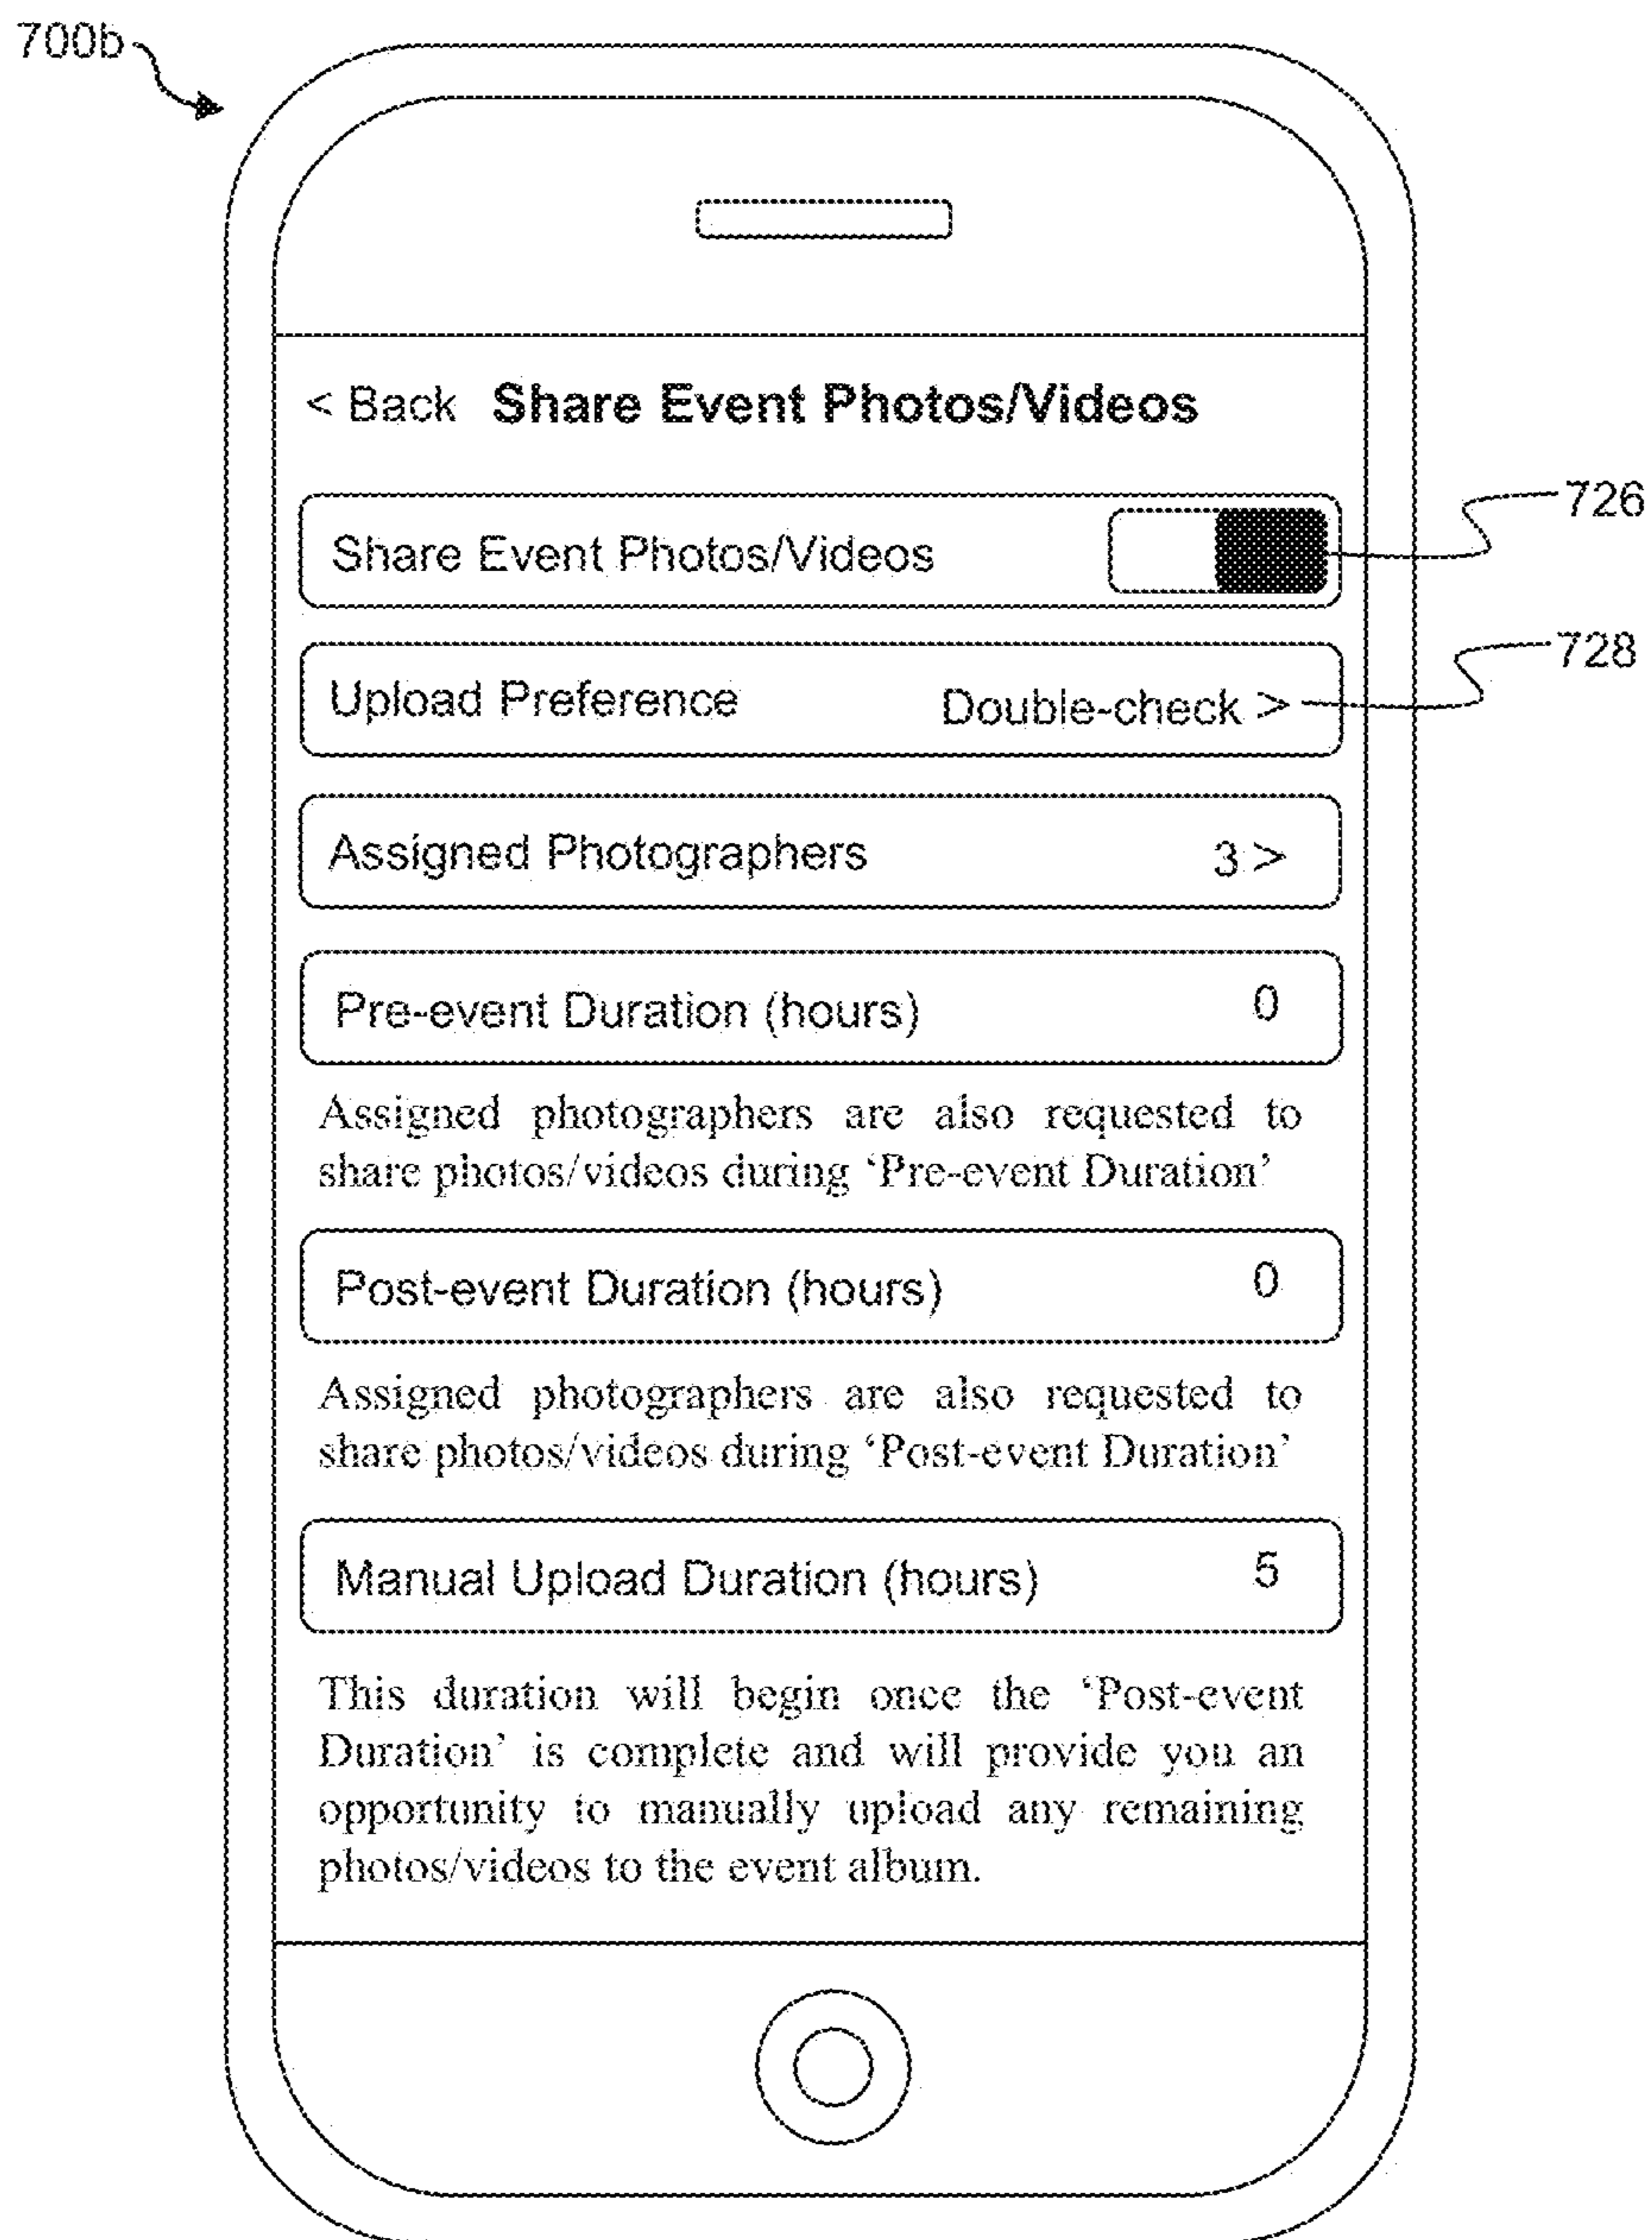 700b
< Back Share Event Photos/Videos
Share Event Photos/Videos
726
Upload Preference Double-check >
728
Assigned Photographers 3 >
Pre-event Duration (hours) 0
Assigned photographers are also requested to
share photos/videos during ‘Pre-event Duration’
Post-event Duration (hours) 0
Assigned photographers are also requested to
share photos/videos during ‘Post-event Duration’
Manual Upload Duration (hours) 5
This duration will begin once the ‘Post-event
Duration’ is complete and will provide you an
opportunity to manually upload any remaining
photos/videos to the event album.